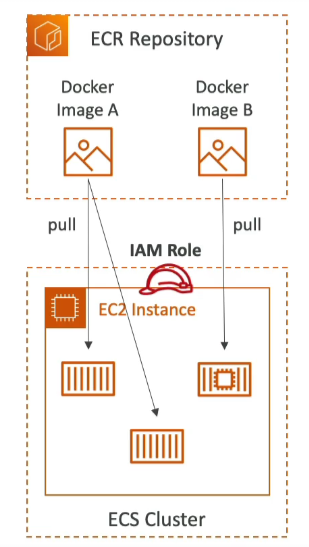 ECR Repository
Docker
Image A
Docker
Image B
pull
pull
IAM Role
EC2 Instance
ECS Cluster